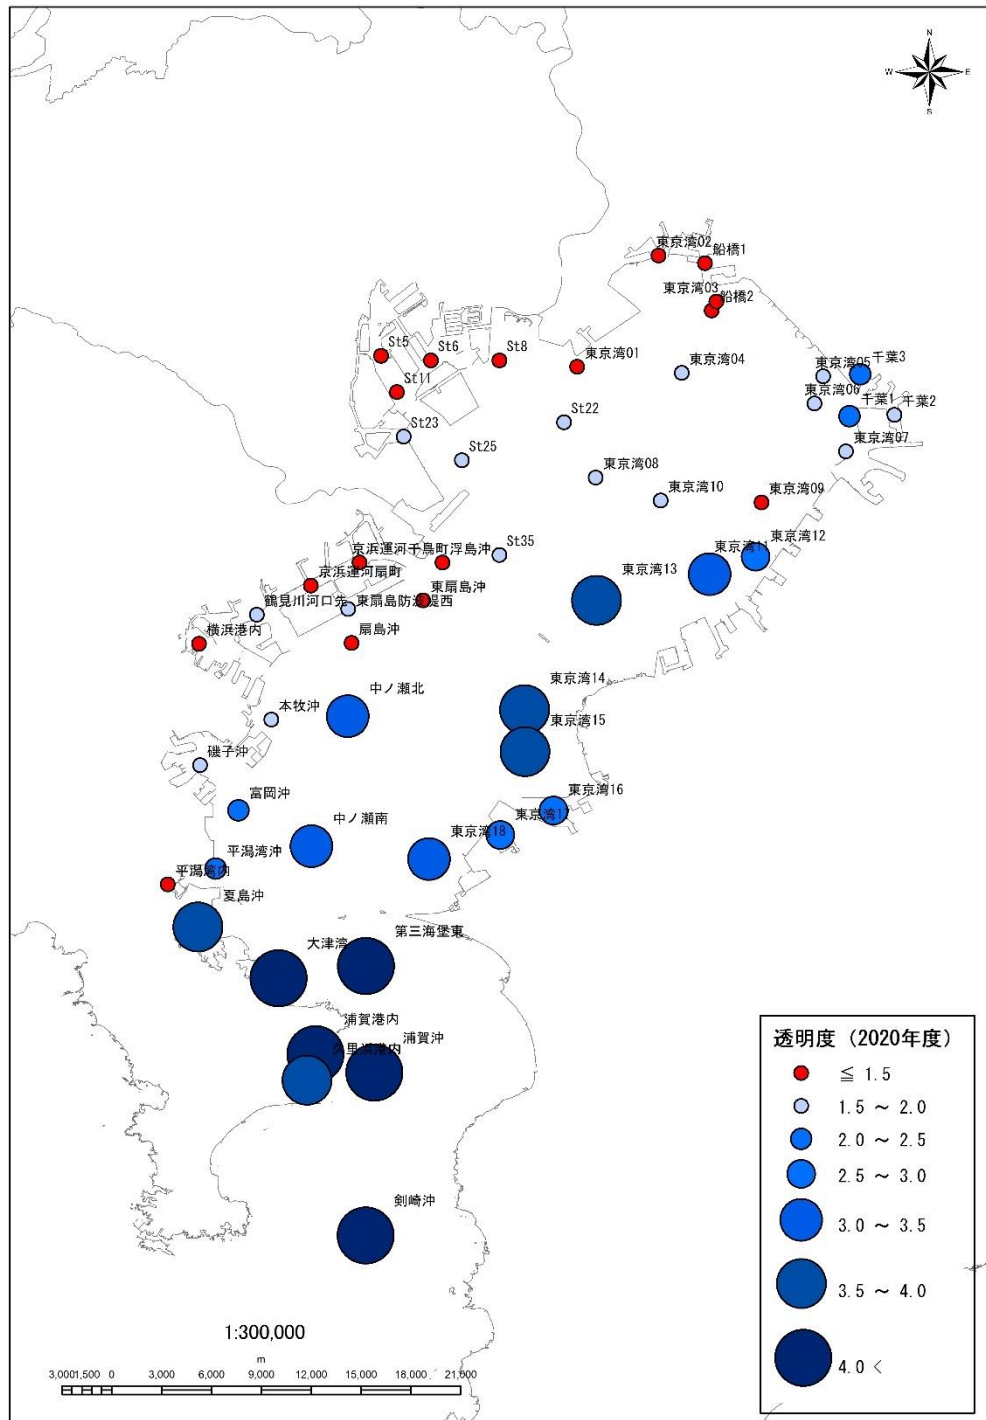 N
W
E
S
東京湾02
船橋1
東京湾03
船橋2
St5
St6
St8
東京湾01
東京湾04
東京湾05
千葉3
St11
東京湾06
千葉1
千葉2
St22
St23
東京湾07
St25
東京湾08
東京湾10
東京湾09
東京湾12
東京湾11
St35
京浜運河千鳥町
浮島沖
京浜運河扇町
東京湾13
東扇島沖
鶴見川河口先
東扇島防波堤西
横浜港内
扇島沖
東京湾14
中ノ瀬北
本牧沖
東京湾15
磯子沖
富岡沖
東京湾16
中ノ瀬南
東京湾17
東京湾18
平潟湾沖
平潟湾内
夏島沖
第三海堡東
大津湾
浦賀港内
浦賀沖
久里浜港内
剣崎沖
透明度（2020年度）
≦ 1.5
1.5 ～ 2.0
2.0 ～ 2.5
2.5 ～ 3.0
3.0 ～ 3.5
3.5 ～ 4.0
4.0 <
1:300,000
m
3,000 1,500 0 3,000 6,000 9,000 12,000 15,000 18,000 21,000